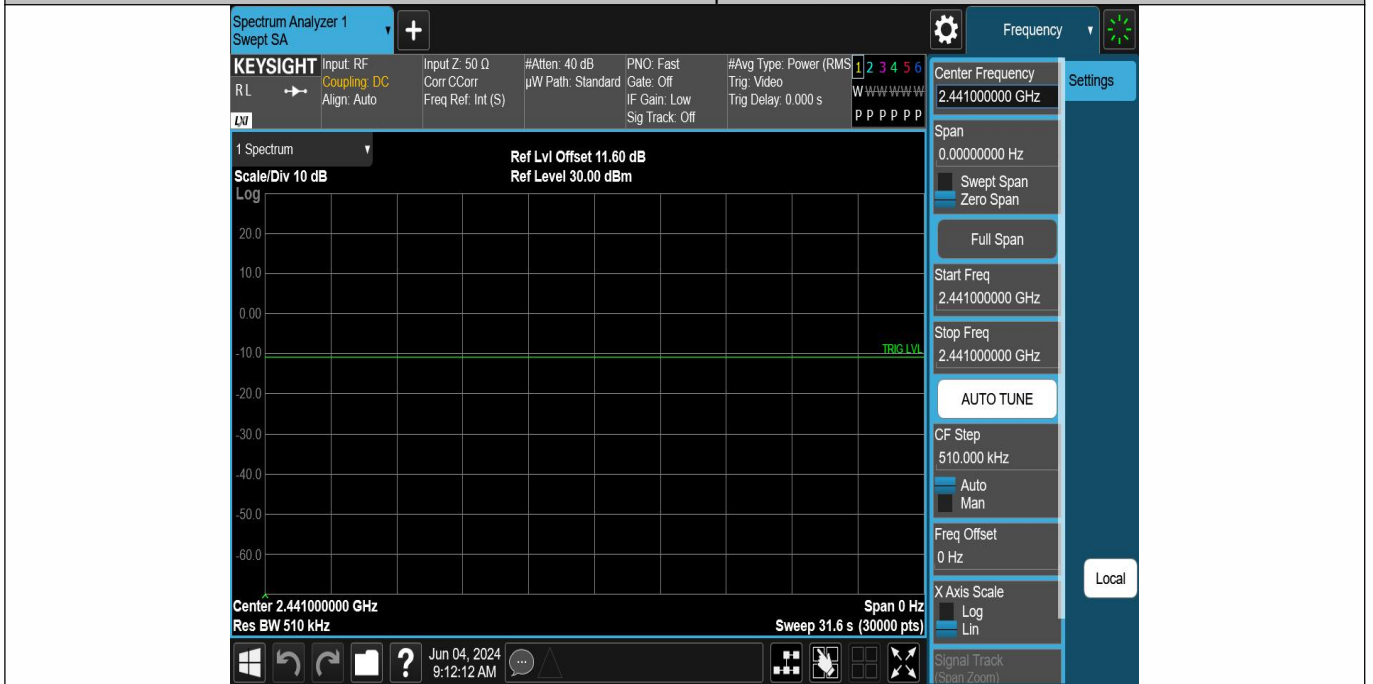 Spectrum Analyzer 1
Swept SA
+
Frequency
KEYSIGHT
RL
LXI
Input: RF
Coupling: DC
Align: Auto
Input Z: 50 Ω
Corr CCorr
Freq Ref: Int (S)
#Atten: 40 dB
µW Path: Standard
PNO: Fast
Gate: Off
IF Gain: Low
Sig Track: Off
#Avg Type: Power (RMS
Trig: Video
Trig Delay: 0.000 s
1 2 3 4 5 6
W W W W W W
P P P P P P
1 Spectrum
Scale/Div 10 dB
Ref Lvl Offset 11.60 dB
Ref Level 30.00 dBm
Log
20.0
10.0
0.00
-10.0
TRIG LVL
-20.0
-30.0
-40.0
-50.0
-60.0
Center 2.441000000 GHz
Span 0 Hz
Res BW 510 kHz
Sweep 31.6 s (30000 pts)
?
Jun 04, 2024
9:12:12 AM
Center Frequency
2.441000000 GHz
Settings
Span
0.00000000 Hz
Swept Span
Zero Span
Full Span
Start Freq
2.441000000 GHz
Stop Freq
2.441000000 GHz
AUTO TUNE
CF Step
510.000 kHz
Auto
Man
Freq Offset
0 Hz
Local
X Axis Scale
Log
Lin
Signal Track
(Span Zoom)